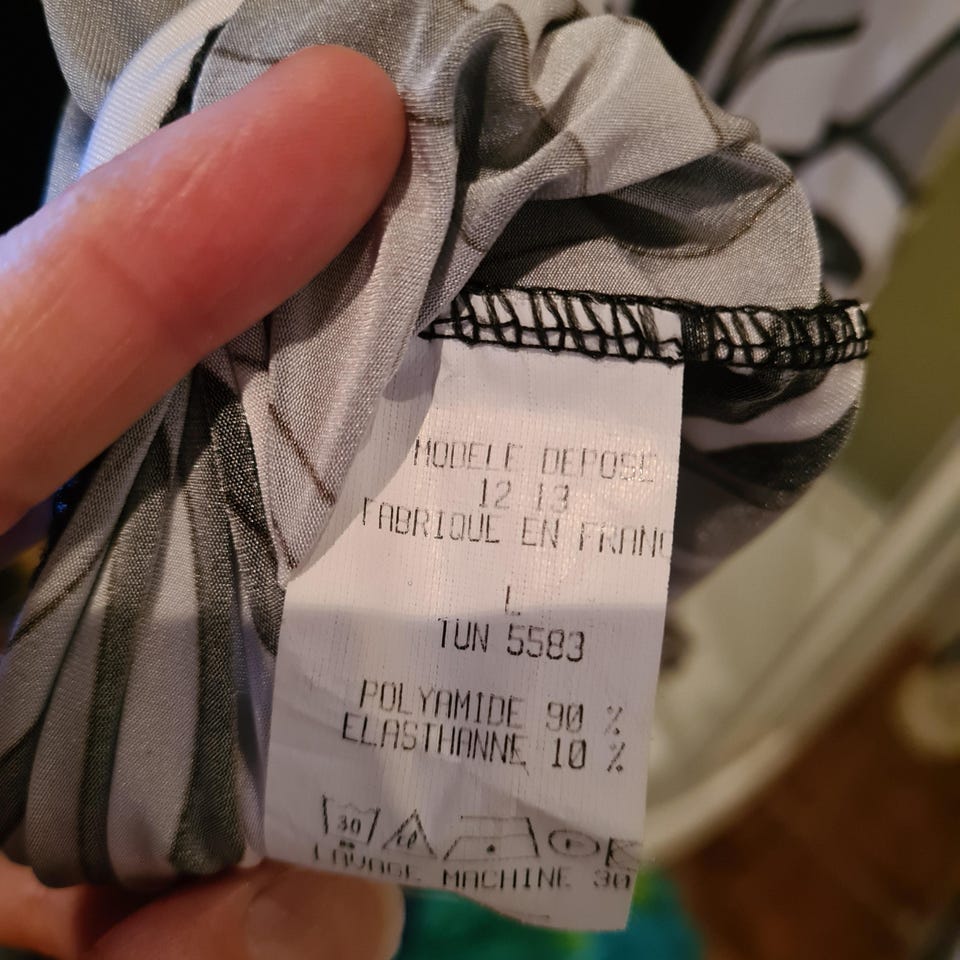 MODELE DEPOSE
12 13
FABRIQUE EN FRANC
L
TUN 5583
POLYAMIDE 90 %
ELASTHANNE 10 %
30 P
LAVAGE MACHINE 30